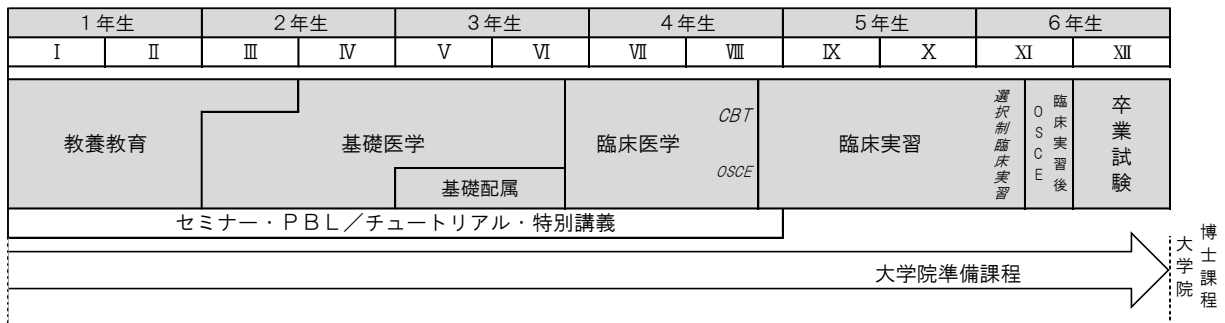 1年生 2年生 3年生 4年生 5年生 6年生
Ⅰ Ⅱ Ⅲ Ⅳ Ⅴ Ⅵ Ⅶ Ⅷ Ⅸ Ⅹ Ⅺ Ⅻ
教養教育
基礎医学
基礎配属
臨床医学
CBT
OSCE
臨床実習
選択制臨床実習
臨床実習後
OSCE
卒業試験
セミナー・PBL/チュートリアル・特別講義
大学院準備課程
博士課程
大学院